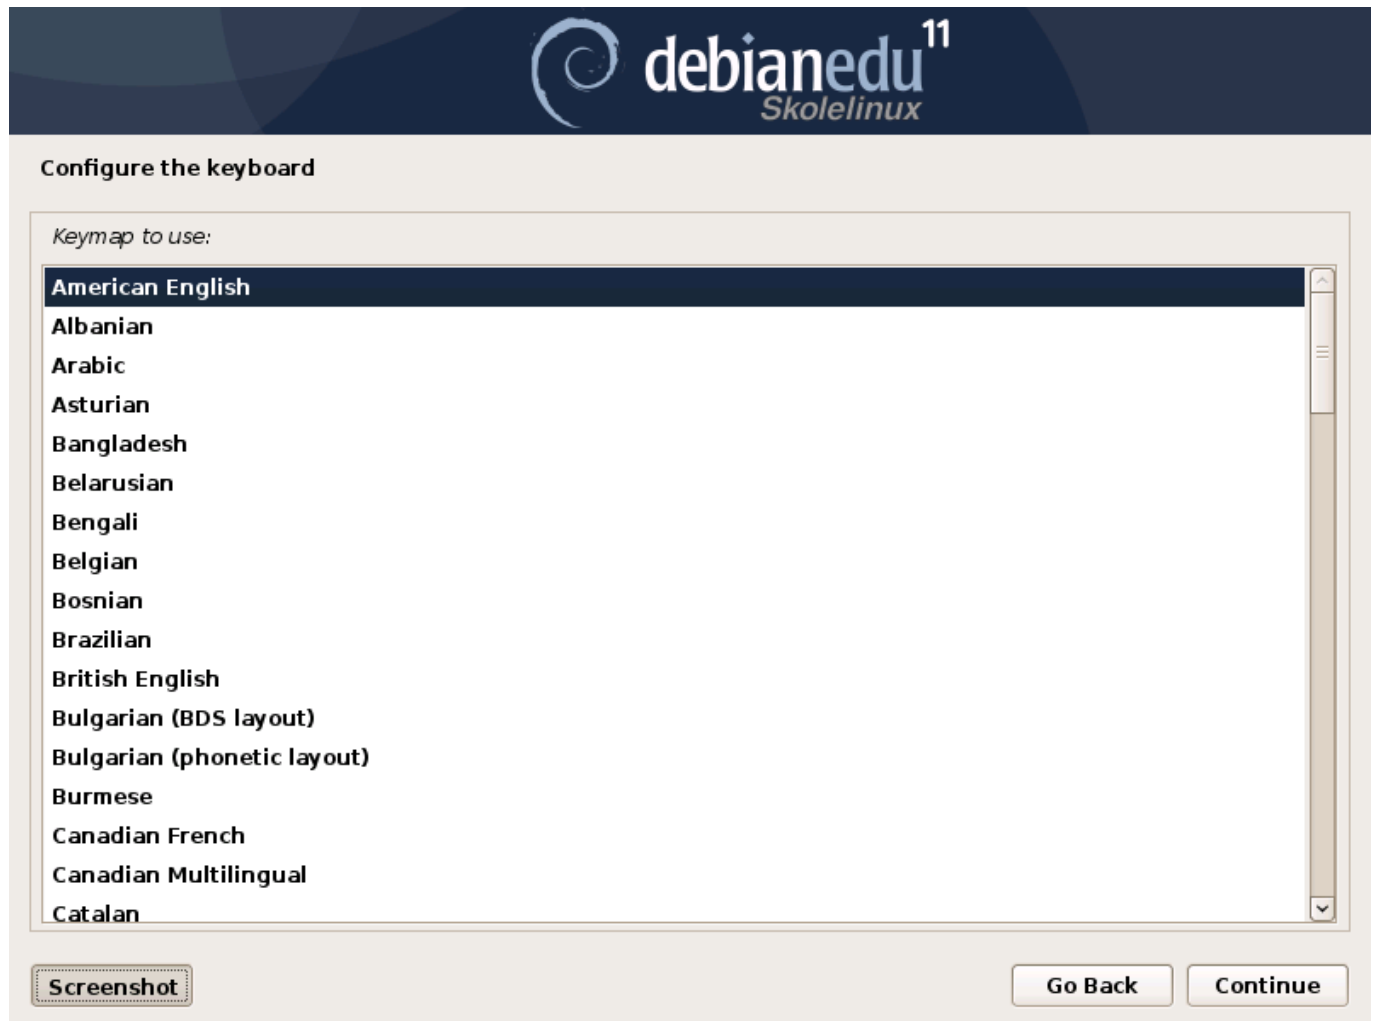 debianedu 11
Skolelinux
Configure the keyboard
Keymap to use:
American English
Albanian
Arabic
Asturian
Bangladesh
Belarusian
Bengali
Belgian
Bosnian
Brazilian
British English
Bulgarian (BDS layout)
Bulgarian (phonetic layout)
Burmese
Canadian French
Canadian Multilingual
Catalan
Screenshot
Go Back
Continue